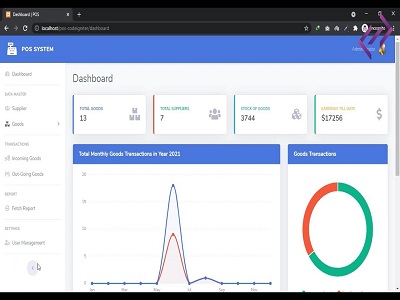 Dashboard | POS
localhost/pos-codeigniter/dashboard
Incognito
POS SYSTEM
Dashboard
Dashboard
DATA MASTER
Supplier
Goods
TRANSACTIONS
Incoming Goods
Out-Going Goods
REPORT
Fetch Report
SETTINGS
User Management
TOTAL GOODS
13
TOTAL SUPPLIERS
7
STOCK OF GOODS
3744
EARNINGS TILL DATE
$17256
Total Monthly Goods Transactions in Year 2021
20
15
10
5
0
Jan
Mar
May
Jul
Sep
Nov
Goods Transactions